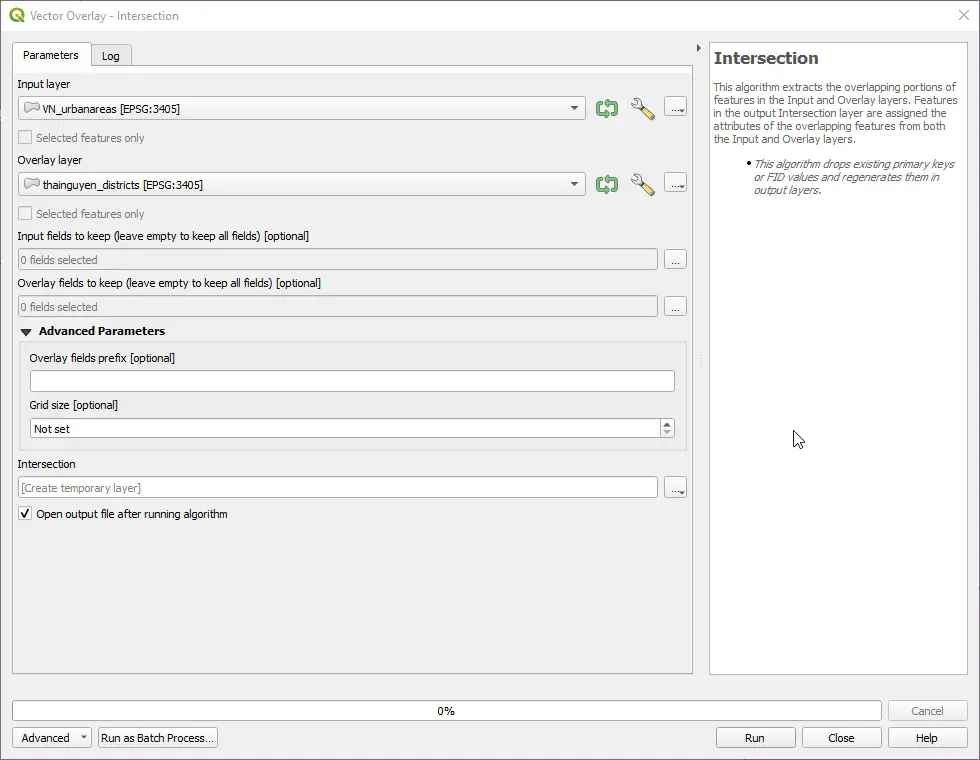 Vector Overlay - Intersection
Parameters
Log
Input layer
VN_urbanareas [EPSG:3405]
...
Selected features only
Overlay layer
thainguyen_districts [EPSG:3405]
...
Selected features only
Input fields to keep (leave empty to keep all fields) [optional]
0 fields selected
...
Overlay fields to keep (leave empty to keep all fields) [optional]
0 fields selected
...
Advanced Parameters
Overlay fields prefix [optional]
Grid size [optional]
Not set
Intersection
[Create temporary layer]
...
Open output file after running algorithm
Intersection
This algorithm extracts the overlapping portions of
features in the Input and Overlay layers. Features
in the output Intersection layer are assigned the
attributes of the overlapping features from both
the Input and Overlay layers.
• This algorithm drops existing primary keys
or FID values and regenerates them in
output layers.
0%
Cancel
Advanced
Run as Batch Process...
Run
Close
Help